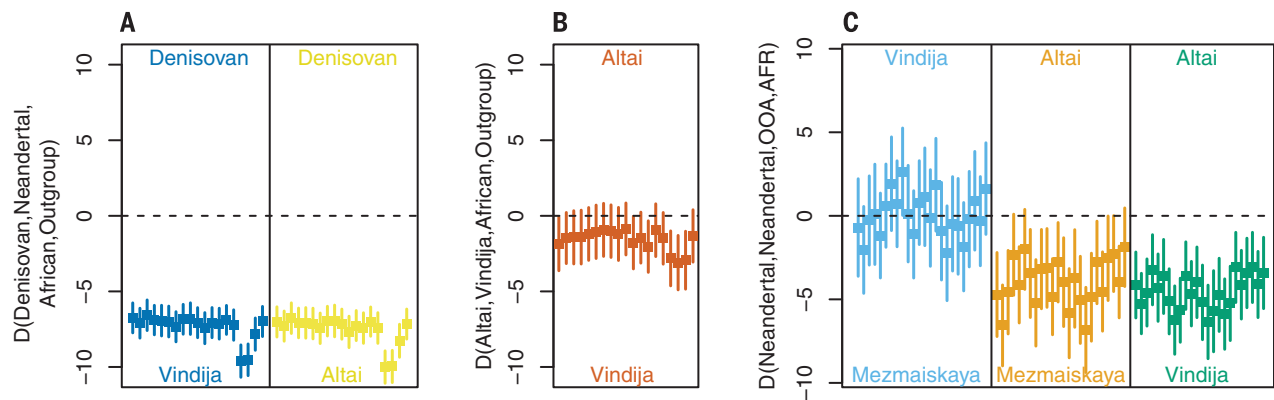 A
D(Denisovan,Neandertal,
African,Outgroup)
10
5
0
−5
−10
Denisovan
Denisovan
Vindija
Altai
B
D(Altai,Vindija,African,Outgroup)
10
5
0
−5
−10
Altai
Vindija
C
D(Neandertal,Neandertal,OOA,AFR)
10
5
0
−5
−10
Vindija
Altai
Altai
Mezmaiskaya
Mezmaiskaya
Vindija